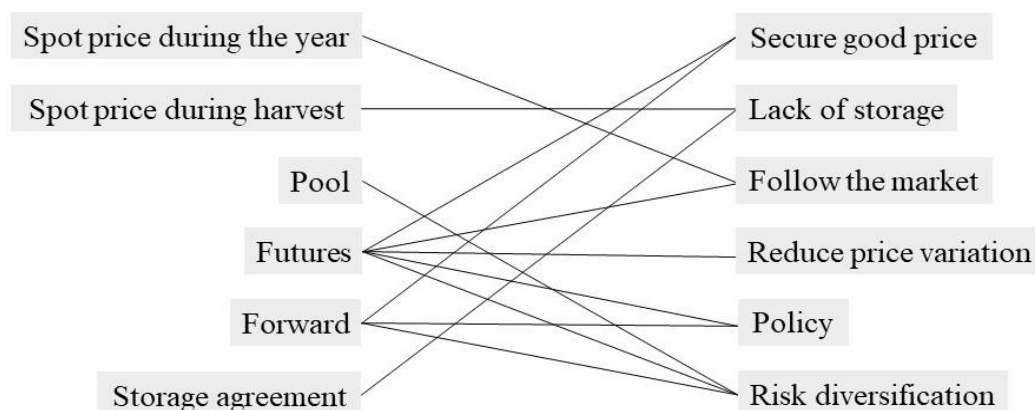 Spot price during the year
Spot price during harvest
Pool
Futures
Forward
Storage agreement
Secure good price
Lack of storage
Follow the market
Reduce price variation
Policy
Risk diversification